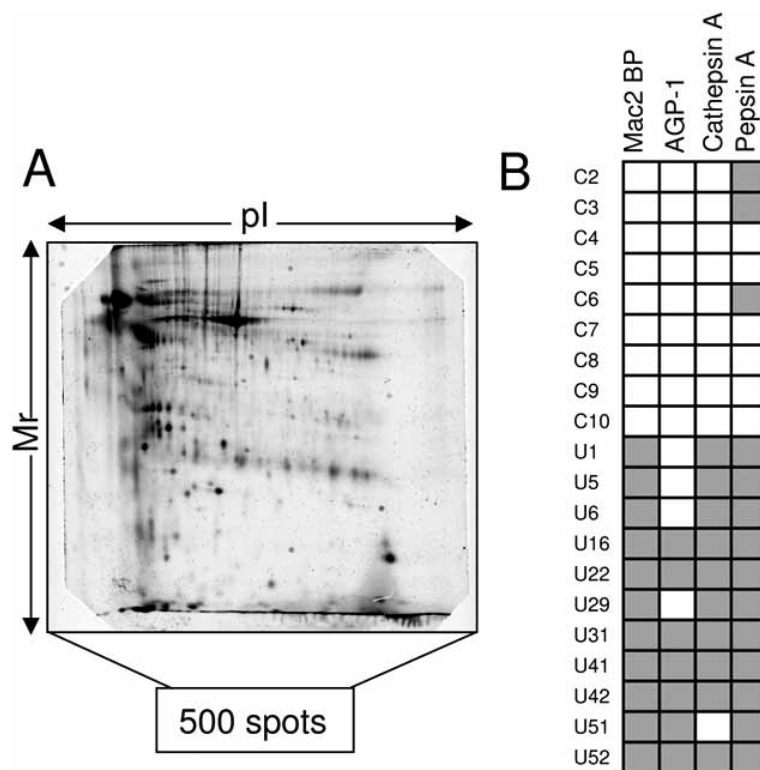 A
pI
Mr
500 spots
B
Mac2 BP
AGP-1
Cathepsin A
Pepsin A
C2
C3
C4
C5
C6
C7
C8
C9
C10
U1
U5
U6
U16
U22
U29
U31
U41
U42
U51
U52